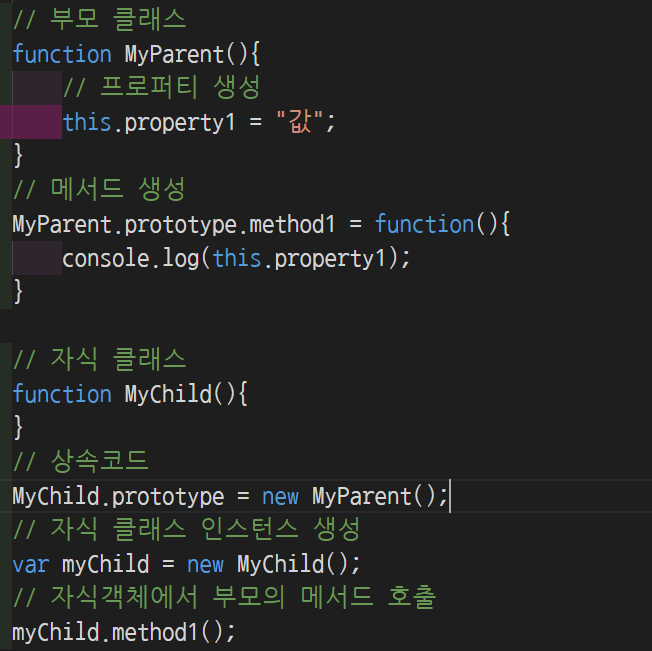 // 부모 클래스
function MyParent(){
    // 프로퍼티 생성
    this.property1 = "값";
}
// 메서드 생성
MyParent.prototype.method1 = function(){
    console.log(this.property1);
}

// 자식 클래스
function MyChild(){
}
// 상속코드
MyChild.prototype = new MyParent();
// 자식 클래스 인스턴스 생성
var myChild = new MyChild();
// 자식객체에서 부모의 메서드 호출
myChild.method1();